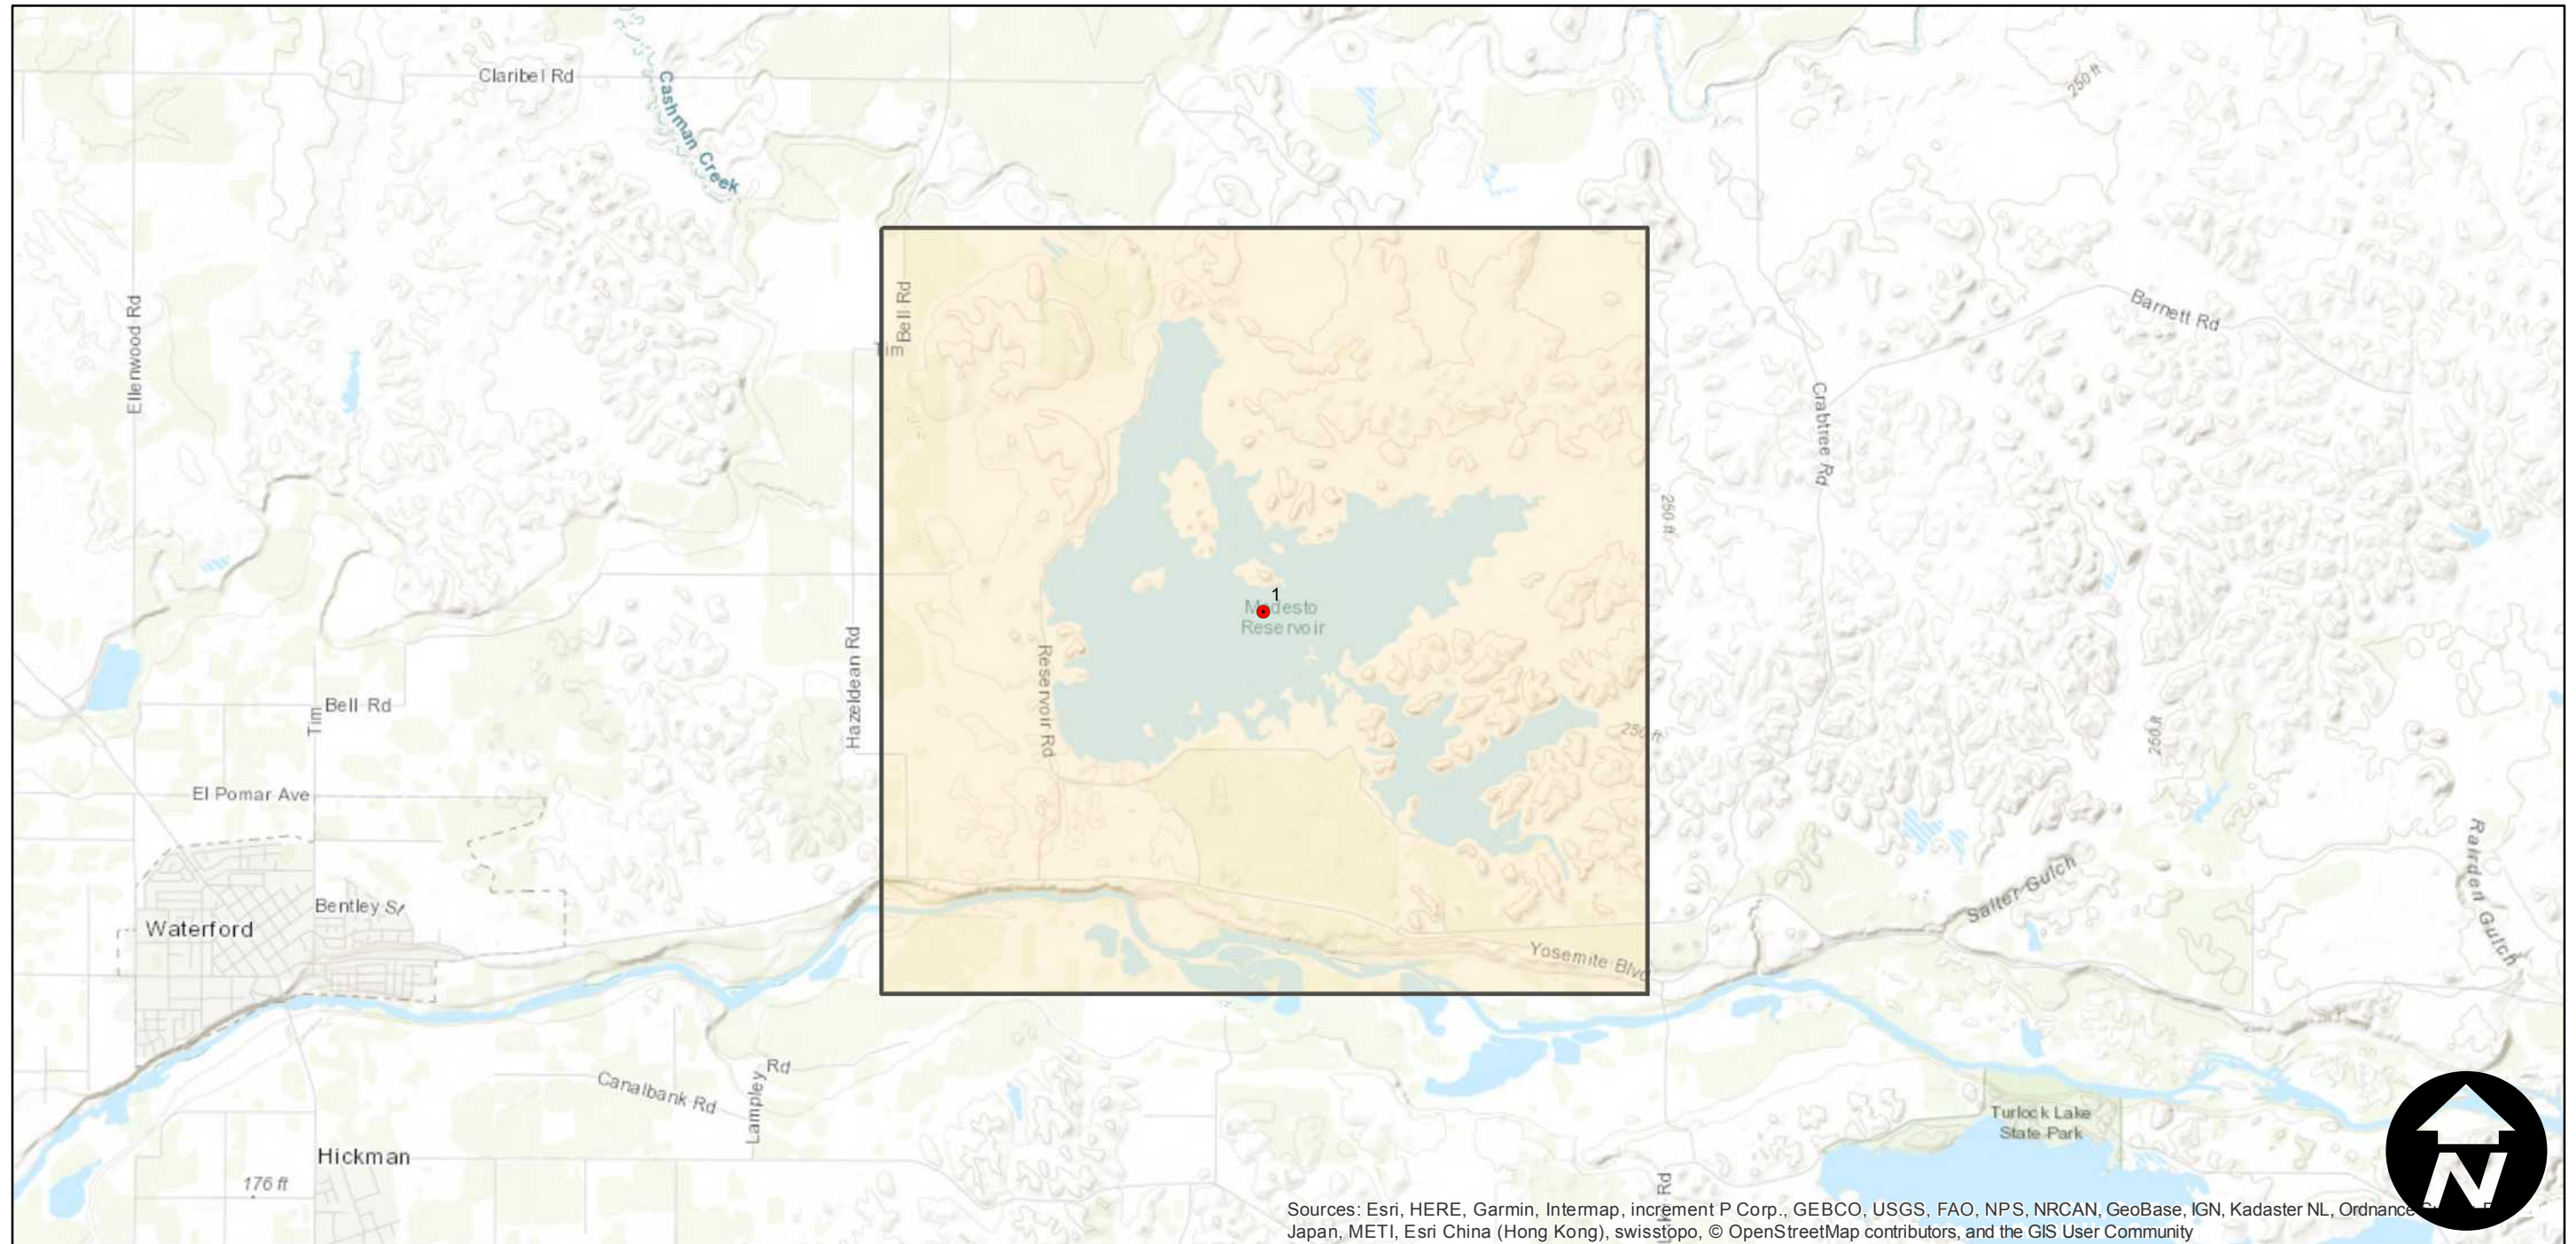 Claribel Rd
Cashman Creek
250 ft
Ellenwood Rd
Tim
Bell Rd
Barnett Rd
Crabtree Rd
250 ft
1
Modesto
Reservoir
Hazeldean Rd
Reservoir Rd
Tim
Bell Rd
250 ft
250 ft
El Pomar Ave
Rairden Gulch
Salter Gulch
Bentley St
Waterford
Yosemite Blvd
Canalbank Rd
Lampley
Rd
Turlock Lake
State Park
Hickman
176 ft
Rd
N
Sources: Esri, HERE, Garmin, Intermap, increment P Corp., GEBCO, USGS, FAO, NPS, NRCAN, GeoBase, IGN, Kadaster NL, Ordnance
Japan, METI, Esri China (Hong Kong), swisstopo, © OpenStreetMap contributors, and the GIS User Community